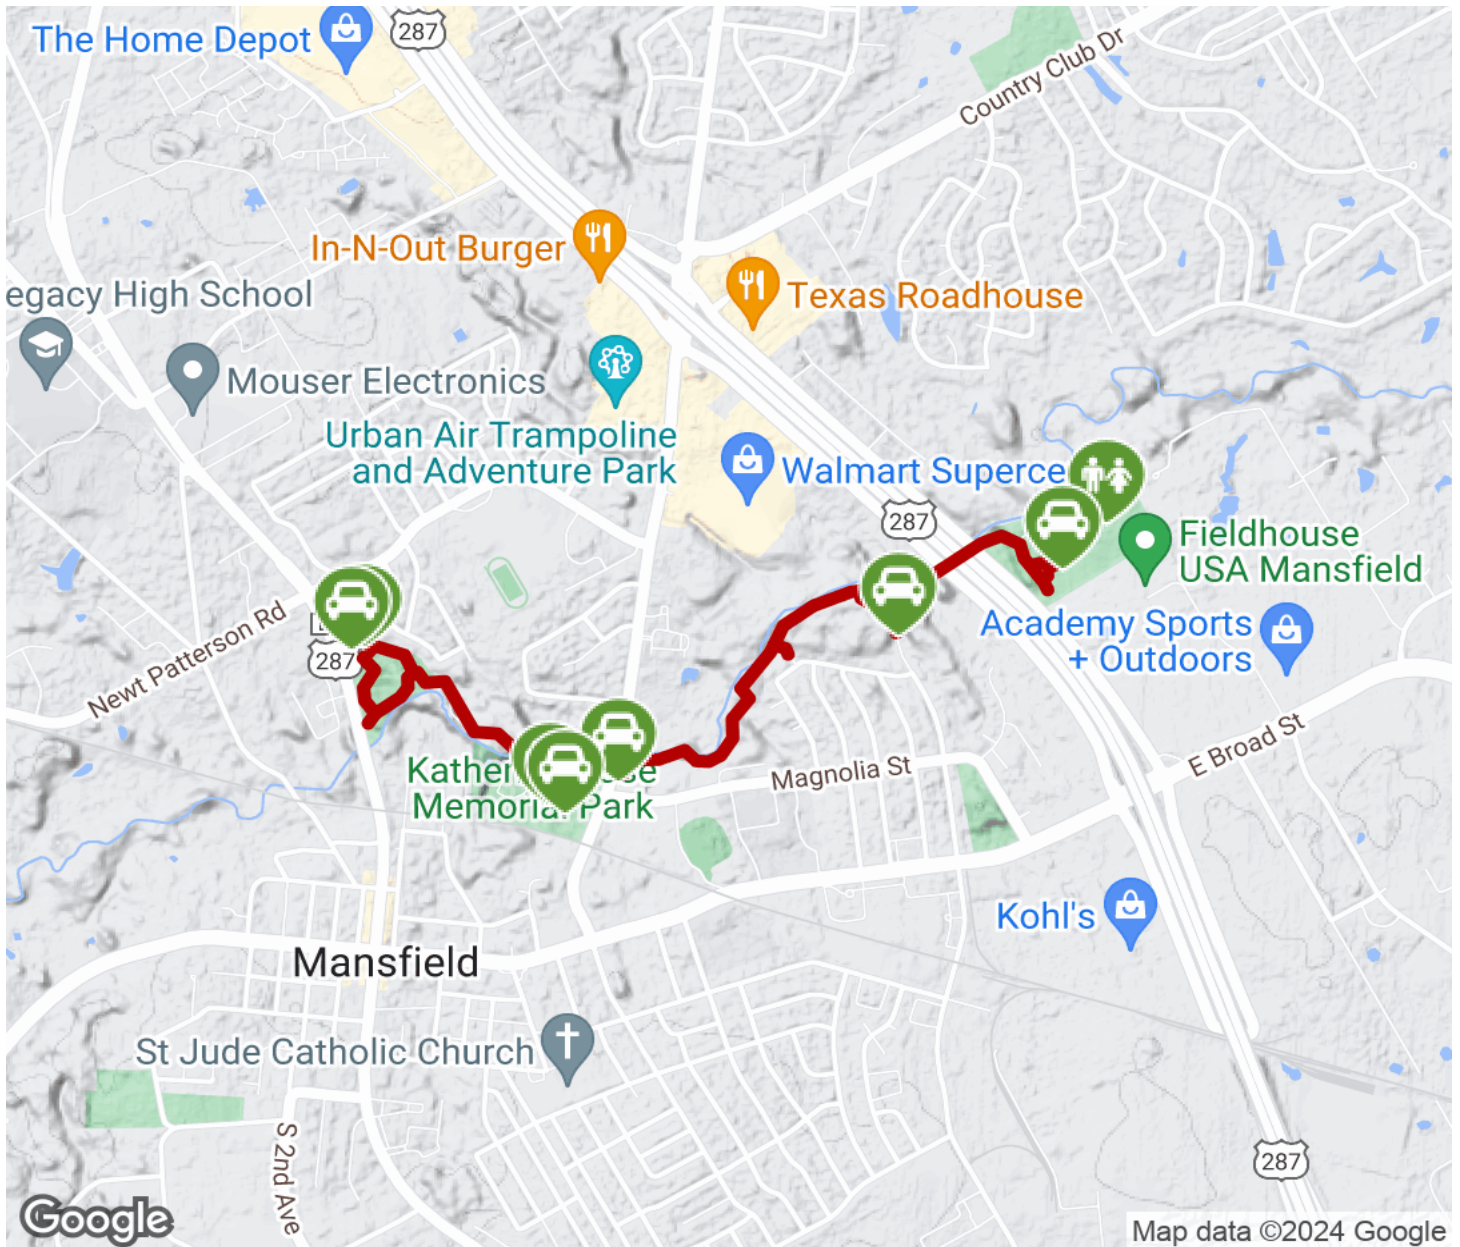 The Home Depot
287
Country Club Dr
In-N-Out Burger
Texas Roadhouse
egacy High School
Mouser Electronics
Urban Air Trampoline
and Adventure Park
Walmart Superce
287
Fieldhouse
USA Mansfield
Newt Patterson Rd
287
Academy Sports
+ Outdoors
E Broad St
Magnolia St
Memorial Park
Kohl's
Mansfield
St Jude Catholic Church
S 2nd Ave
287
Google
Map data ©2024 Google